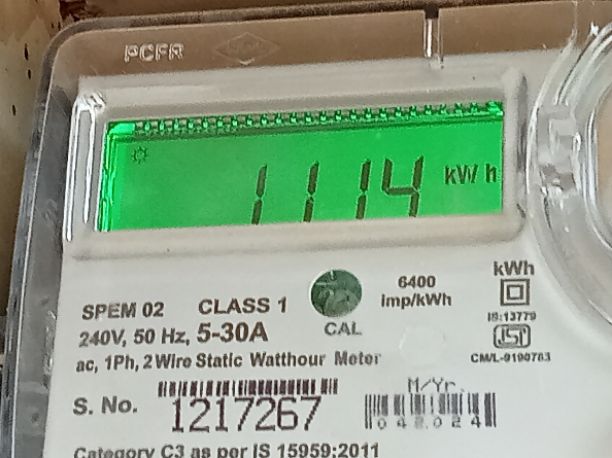 PCFR
1114 kW h
6400 imp/kWh
kWh
SPEM 02 CLASS 1
CAL
IS:13779
240V, 50 Hz, 5-30A
ISI
ac, 1Ph, 2 Wire Static Watthour Meter
CM/L-9190783
M/Yr.
S. No. 1217267
042024
Category C3 as per IS 15959:2011